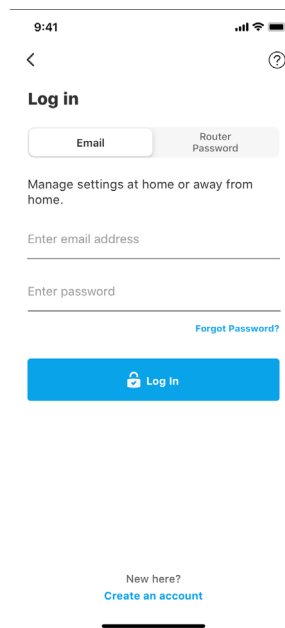 9:41
Log in
Email
Router
Password
Manage settings at home or away from
home.
Enter email address
Enter password
Forgot Password?
Log In
New here?
Create an account